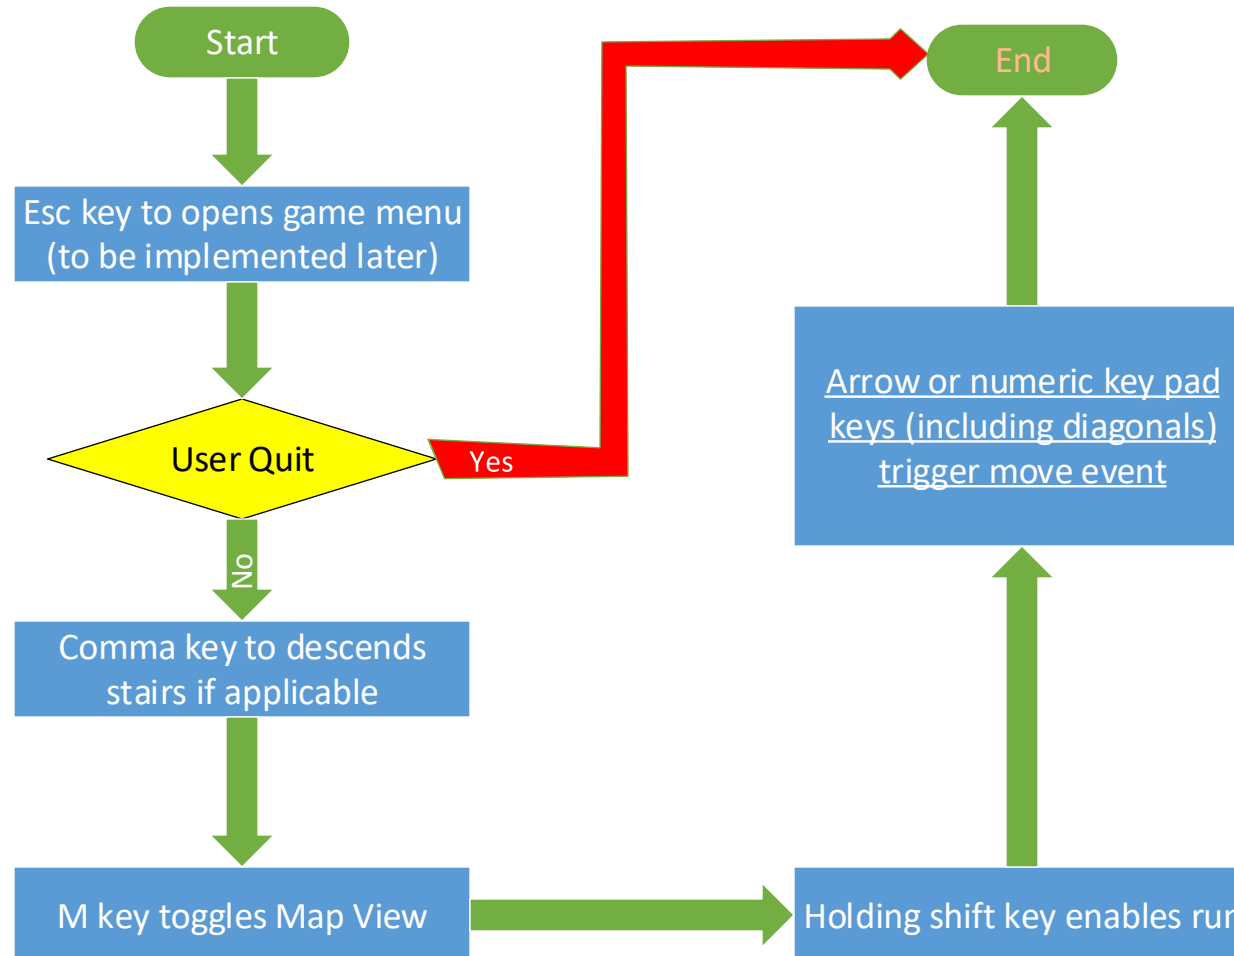 Start
End
Esc key to opens game menu
(to be implemented later)
User Quit
Yes
No
Arrow or numeric key pad
keys (including diagonals)
trigger move event
Comma key to descends
stairs if applicable
M key toggles Map View
Holding shift key enables run